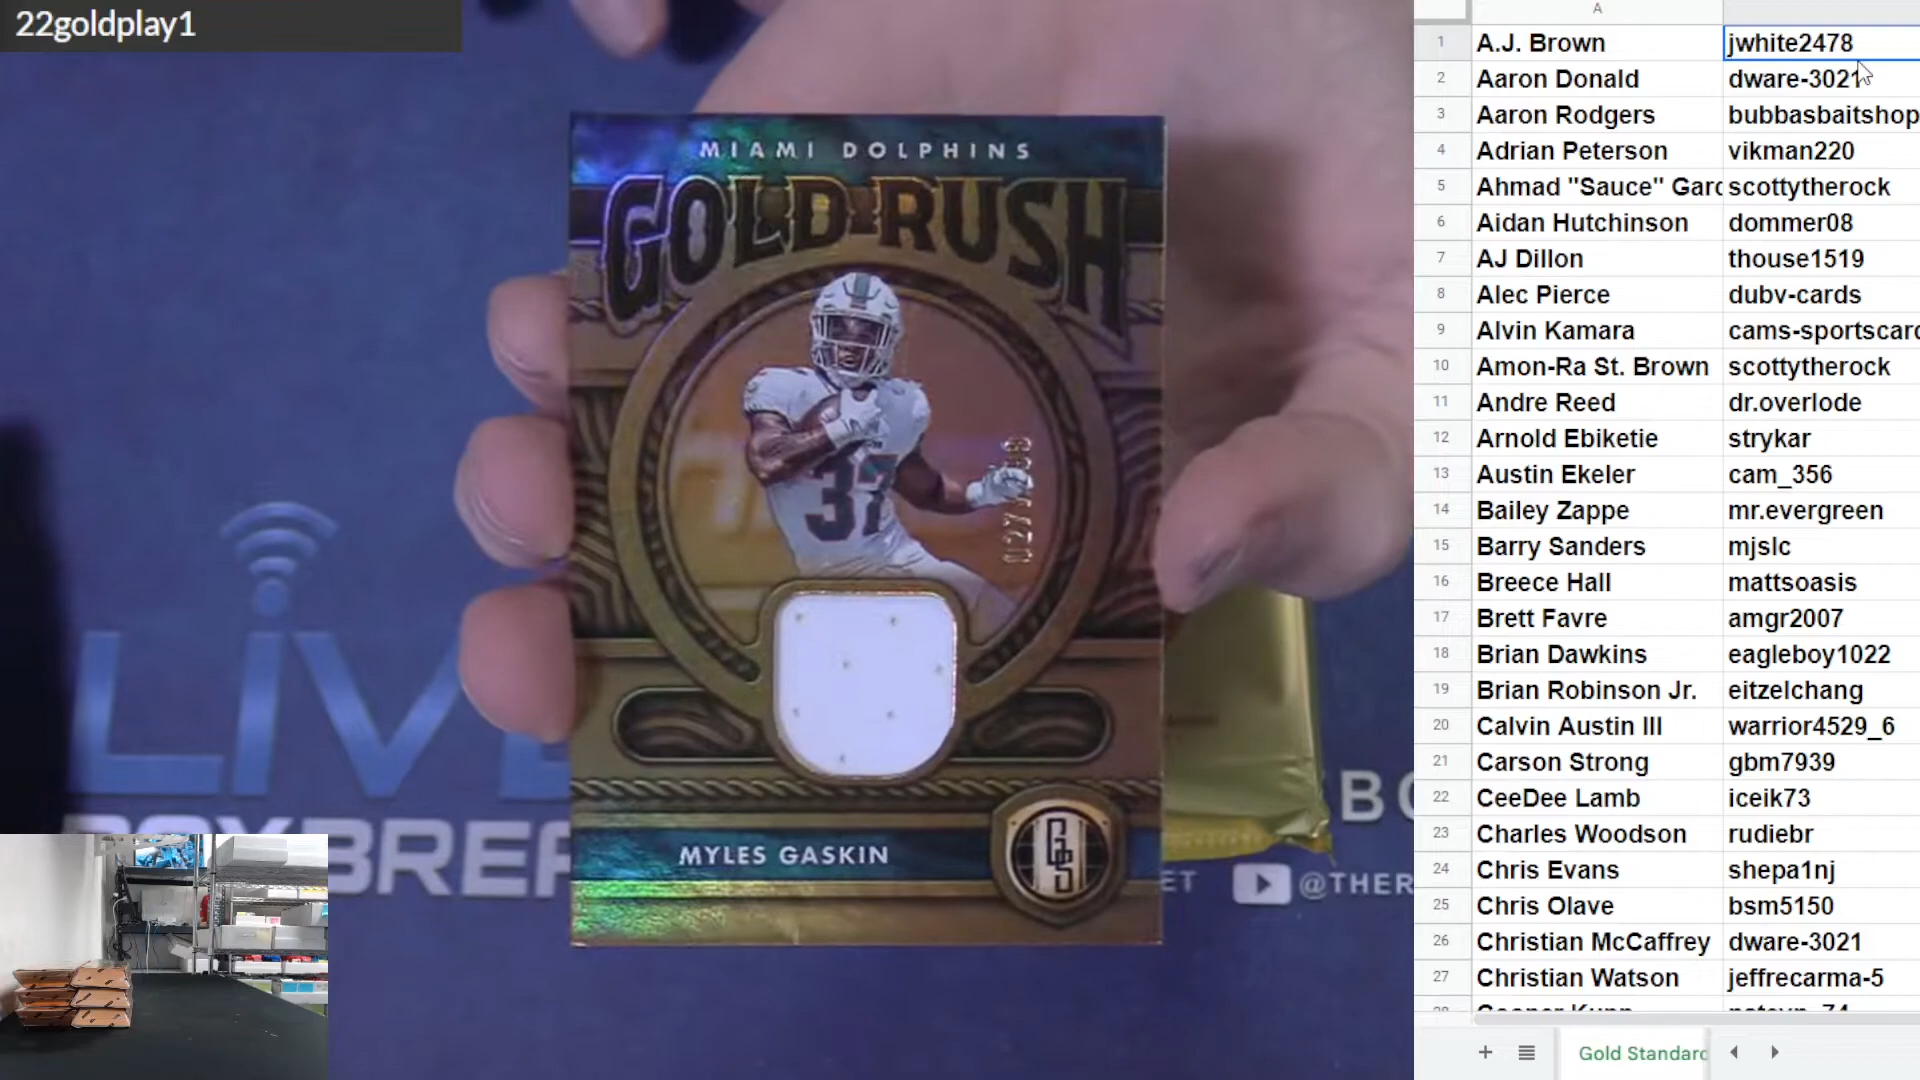 22goldplay1
MIAMI DOLPHINS
GOLD RUSH
37
MYLES GASKIN
GS
LIV
BREA
@THER
A
1 A.J. Brown jwhite2478
2 Aaron Donald dware-3021
3 Aaron Rodgers bubbasbaitshop
4 Adrian Peterson vikman220
5 Ahmad "Sauce" Gard scottytherock
6 Aidan Hutchinson dommer08
7 AJ Dillon thouse1519
8 Alec Pierce dubv-cards
9 Alvin Kamara cams-sportscard
10 Amon-Ra St. Brown scottytherock
11 Andre Reed dr.overlode
12 Arnold Ebiketie strykar
13 Austin Ekeler cam_356
14 Bailey Zappe mr.evergreen
15 Barry Sanders mjslc
16 Breece Hall mattsoasis
17 Brett Favre amgr2007
18 Brian Dawkins eagleboy1022
19 Brian Robinson Jr. eitzelchang
20 Calvin Austin III warrior4529_6
21 Carson Strong gbm7939
22 CeeDee Lamb iceik73
23 Charles Woodson rudiebr
24 Chris Evans shepa1nj
25 Chris Olave bsm5150
26 Christian McCaffrey dware-3021
27 Christian Watson jeffrecarma-5
Gold Standard